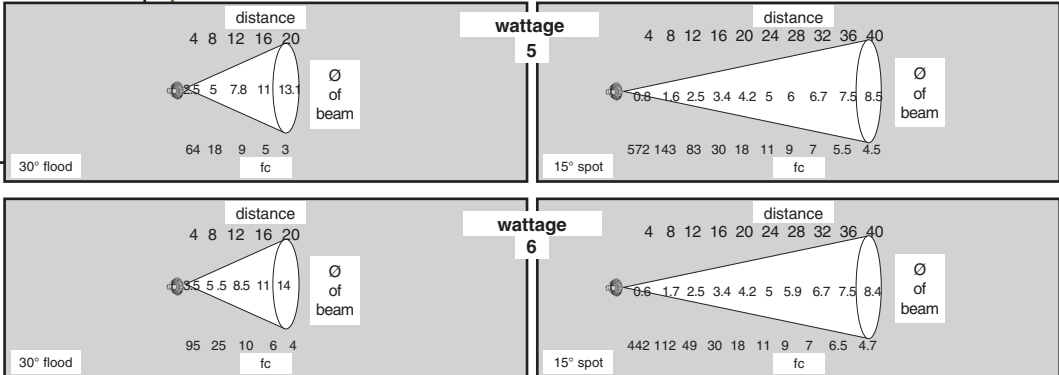 distance
4 8 12 16 20
2.5 5 7.8 11 13.1
Ø
of
beam
64 18 9 5 3
30° flood
fc
wattage
5
distance
4 8 12 16 20 24 28 32 36 40
0.8 1.6 2.5 3.4 4.2 5 6 6.7 7.5 8.5
Ø
of
beam
572 143 83 30 18 11 9 7 5.5 4.5
15° spot
fc
distance
4 8 12 16 20
3.5 5 .5 8.5 11 14
Ø
of
beam
95 25 10 6 4
30° flood
fc
wattage
6
distance
4 8 12 16 20 24 28 32 36 40
0.6 1.7 2.5 3.4 4.2 5 5.9 6.7 7.5 8.4
Ø
of
beam
442 112 49 30 18 11 9 7 6.5 4.7
15° spot
fc